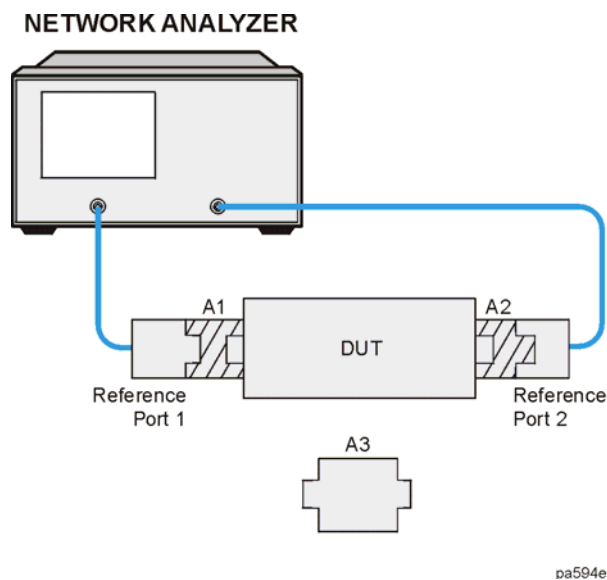 NETWORK ANALYZER
A1
A2
DUT
Reference
Port 1
Reference
Port 2
A3
pa594e